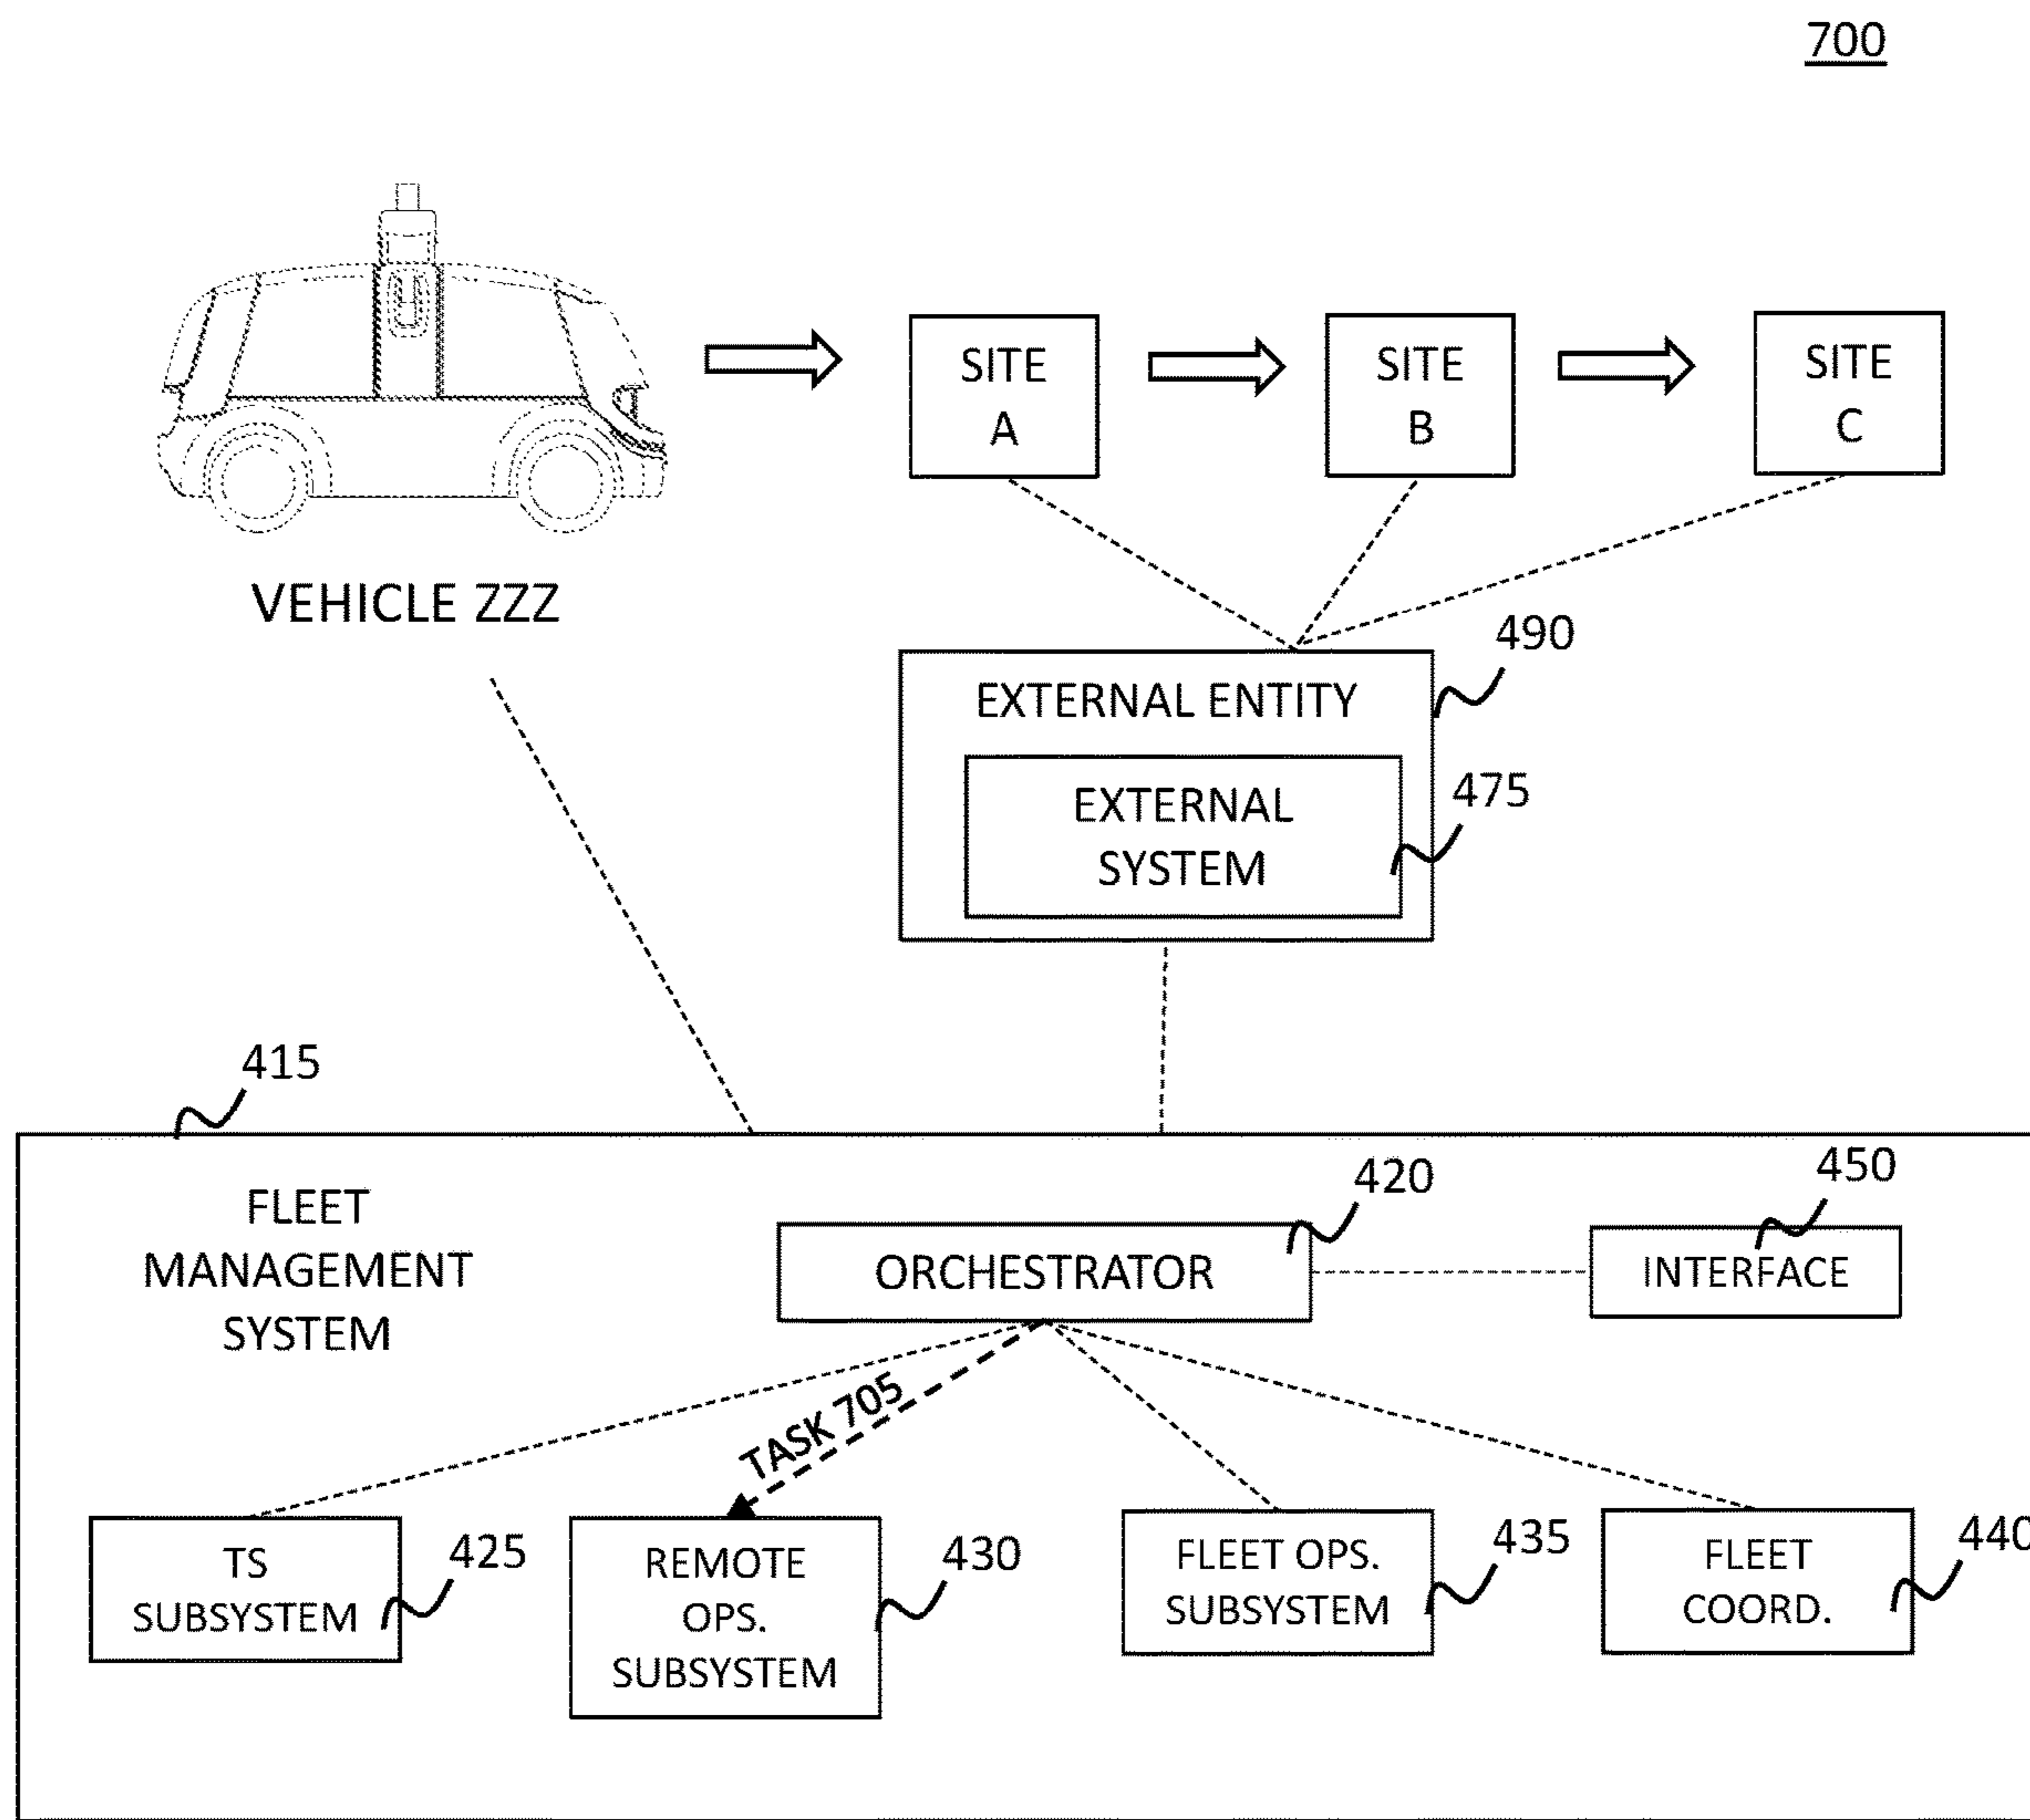 700
SITE
A
SITE
B
SITE
C
VEHICLE ZZZ
490
EXTERNAL ENTITY
475
EXTERNAL
SYSTEM
415
FLEET
MANAGEMENT
SYSTEM
420
ORCHESTRATOR
450
INTERFACE
TASK 705
TS
SUBSYSTEM
425
REMOTE
OPS.
SUBSYSTEM
430
FLEET OPS.
SUBSYSTEM
435
FLEET
COORD.
440